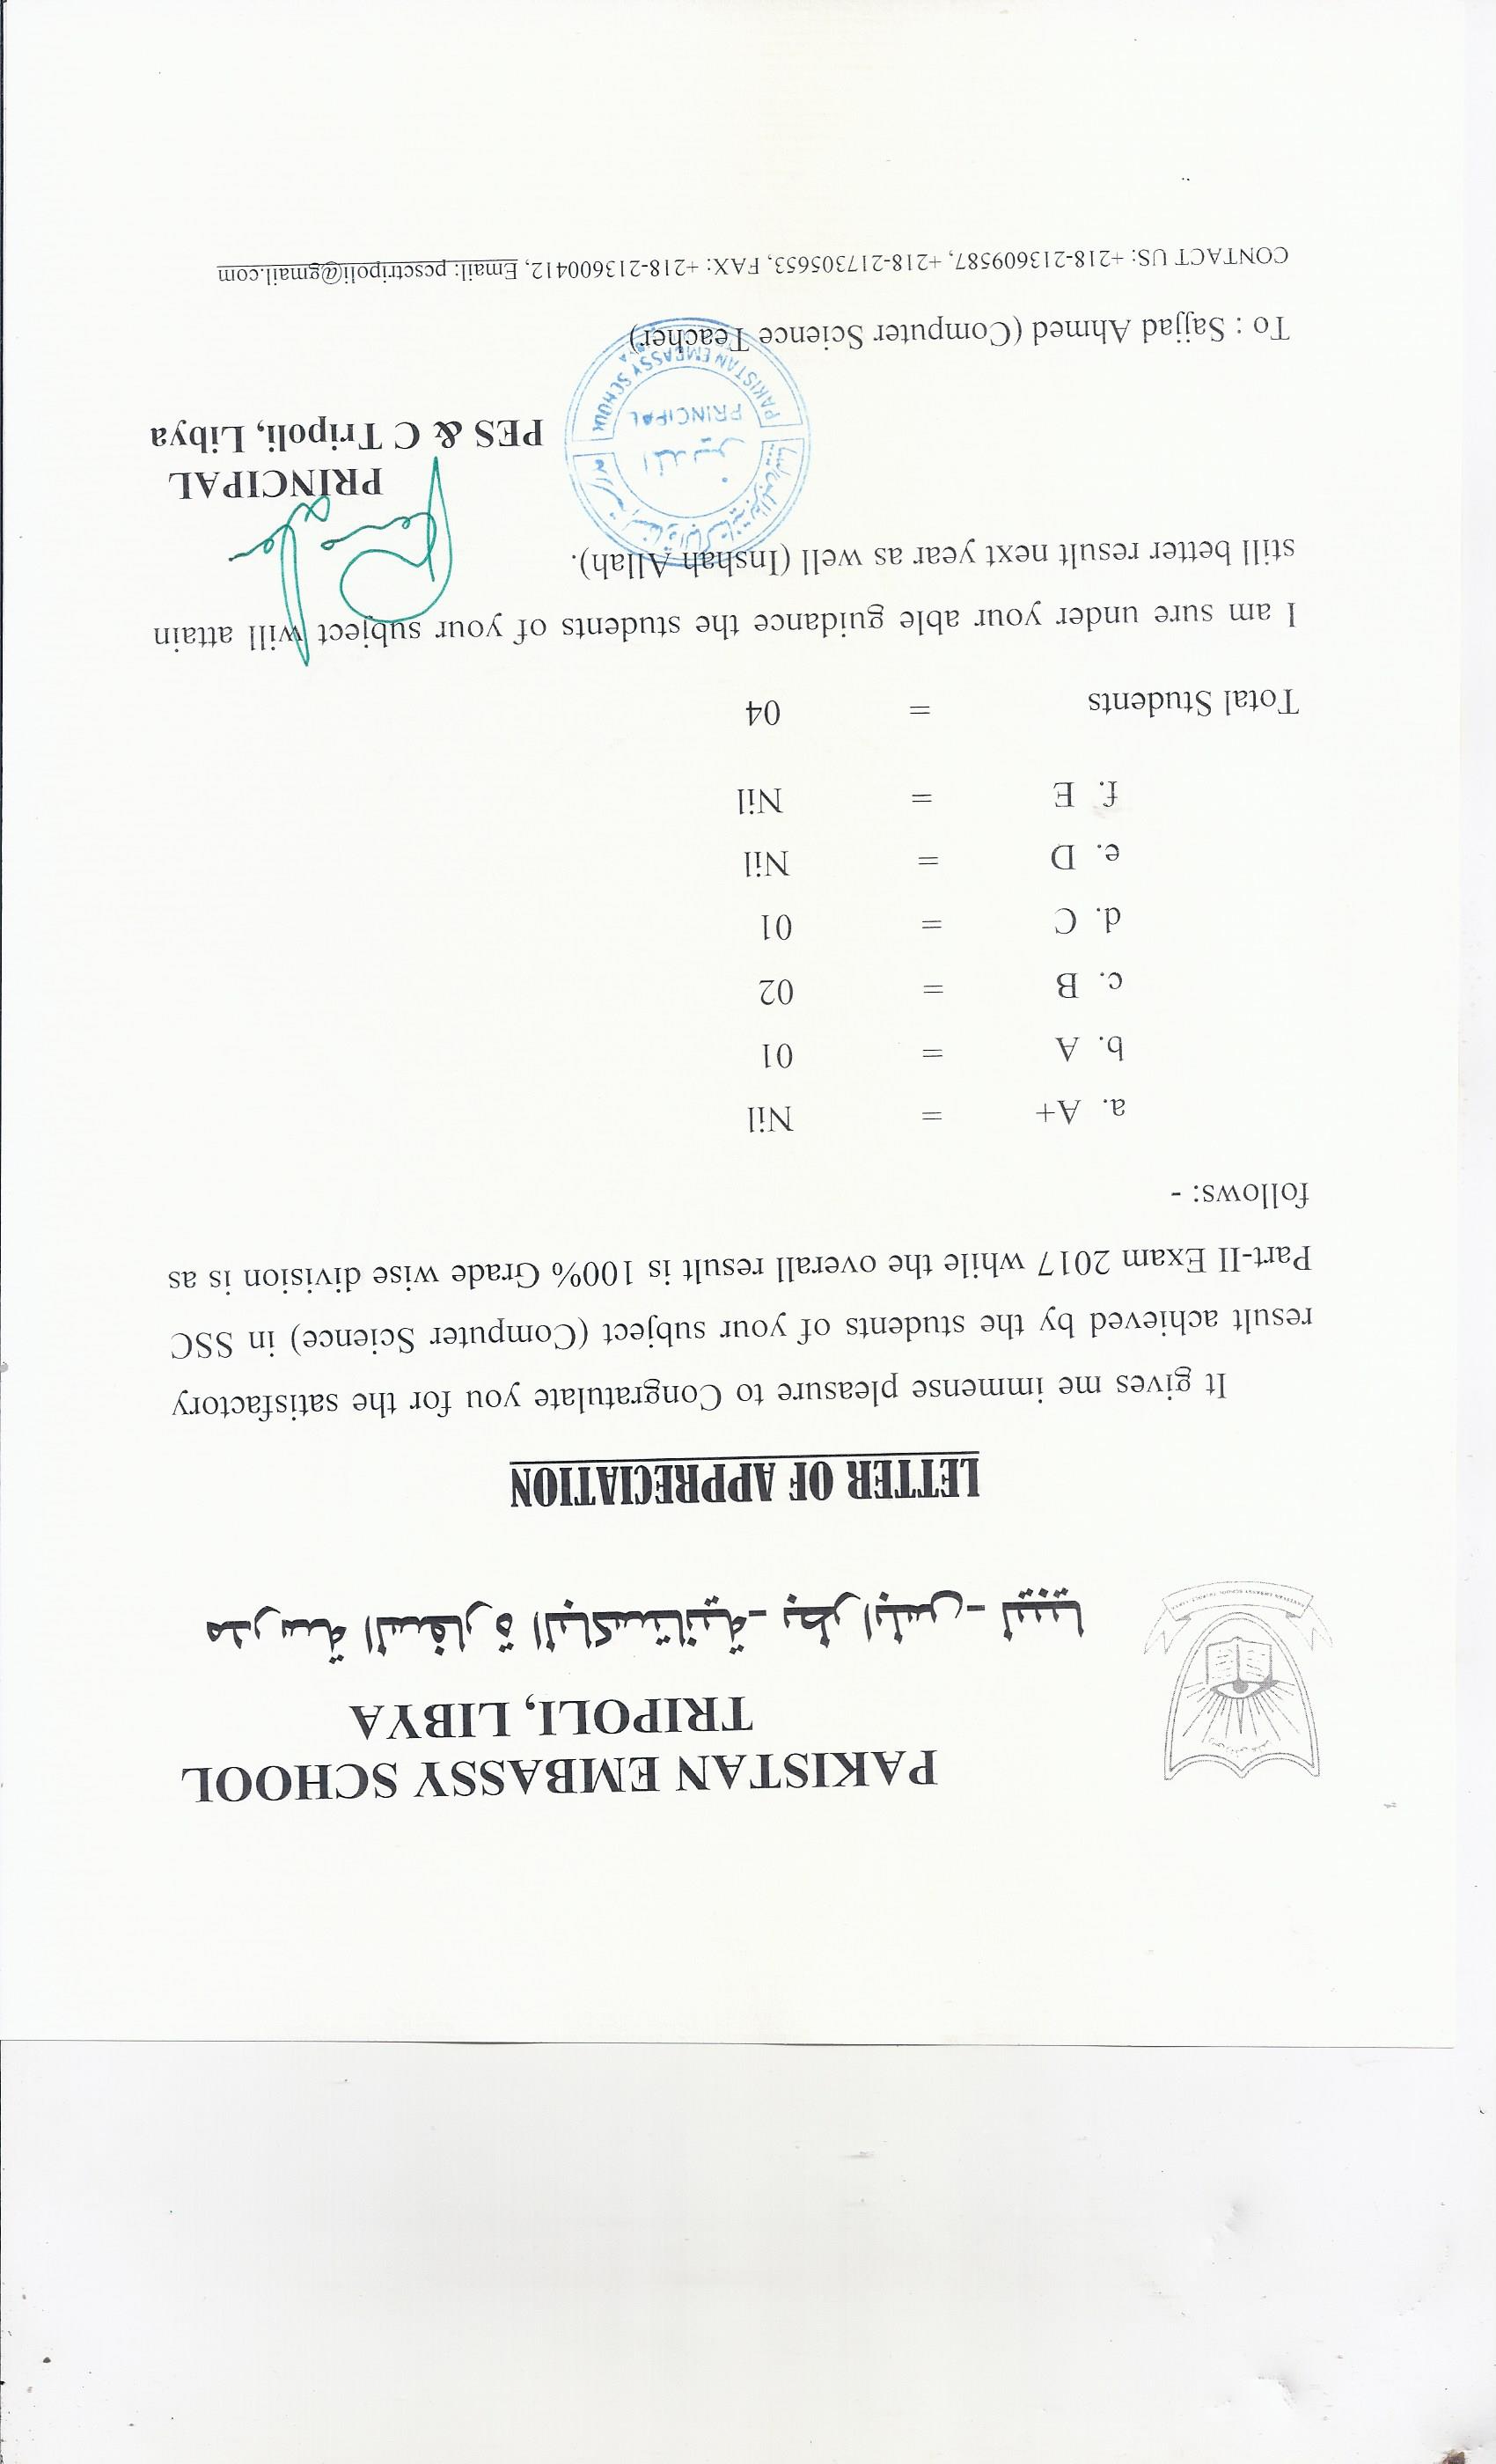 PAKISTAN EMBASSY SCHOOL
TRIPOLI, LIBYA
مدرسة السفارة الباكستانية - بطرابلس - ليبيا
LETTER OF APPRECIATION
It gives me immense pleasure to Congratulate you for the satisfactory
result achieved by the students of your subject (Computer Science) in SSC
Part-II Exam 2017 while the overall result is 100% Grade wise division is as
follows: -
a. A+ = Nil
b. A = 01
c. B = 02
d. C = 01
e. D = Nil
f. E = Nil
Total Students = 04
I am sure under your able guidance the students of your subject will attain
still better result next year as well (Inshah Allah).
PRINCIPAL
PES & C Tripoli, Libya
PRINCIPAL
PAKISTAN EMBASSY SCHOOL
To : Sajjad Ahmed (Computer Science Teacher)
CONTACT US: +218-213609587, +218-217305653, FAX: +218-213600412, Email: pcsctripoli@gmail.com